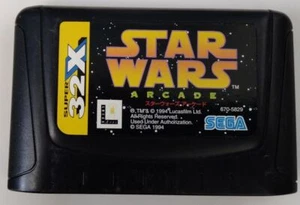 SUPER 32X
STAR
WARS
TM
ARCADE
スターウォーズ アーケード
®,TM & © 1994 Lucasfilm Ltd.
All Rights Reserved.
Used Under Authorization.
© SEGA 1994
670-5829
SEGA